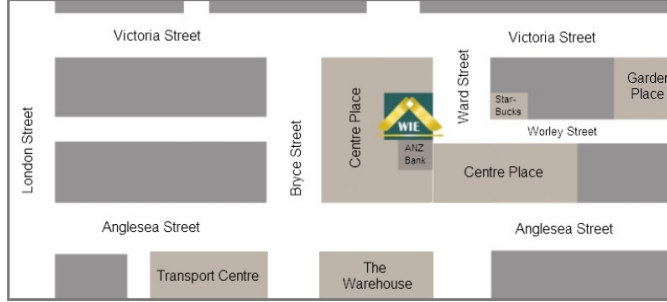 Victoria Street
Victoria Street
London Street
Bryce Street
Centre Place
WIE
ANZ
Bank
Ward Street
Star-
Bucks
Garden
Place
Worley Street
Centre Place
Anglesea Street
Anglesea Street
Transport Centre
The
Warehouse